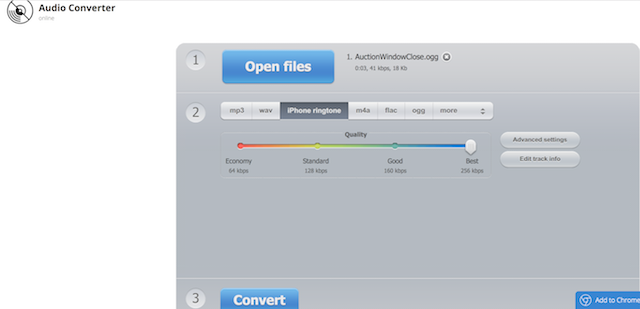 Audio Converter
online
1
Open files
1. AuctionWindowClose.ogg
0:03, 41 kbps, 18 Kb
2
mp3 wav iPhone ringtone m4a flac ogg more
Quality
Economy Standard Good Best
64 kbps 128 kbps 160 kbps 256 kbps
Advanced settings
Edit track info
3
Convert
Add to Chrome